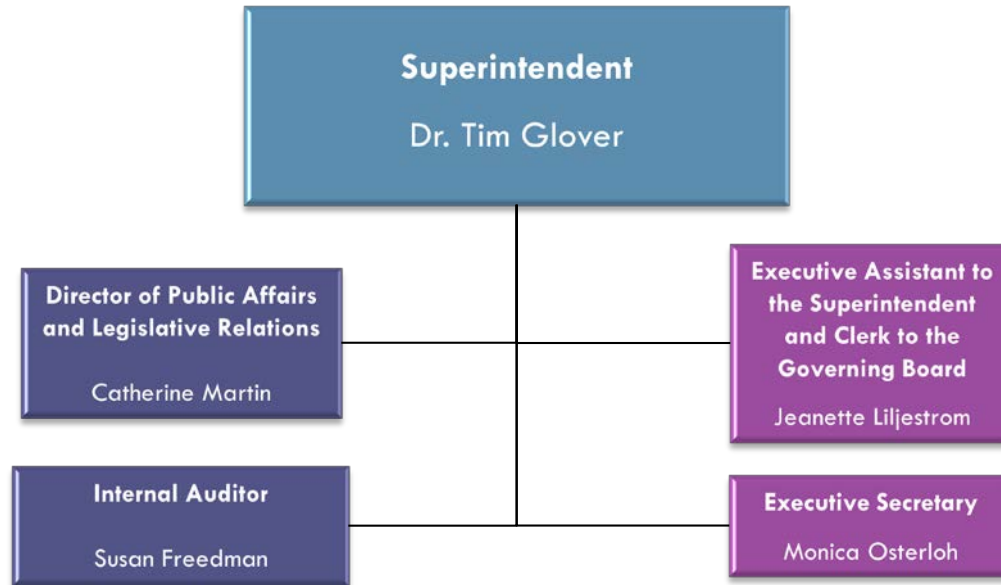 Superintendent
Dr. Tim Glover
Director of Public Affairs
and Legislative Relations
Catherine Martin
Executive Assistant to
the Superintendent
and Clerk to the
Governing Board
Jeanette Liljestrom
Internal Auditor
Susan Freedman
Executive Secretary
Monica Osterloh